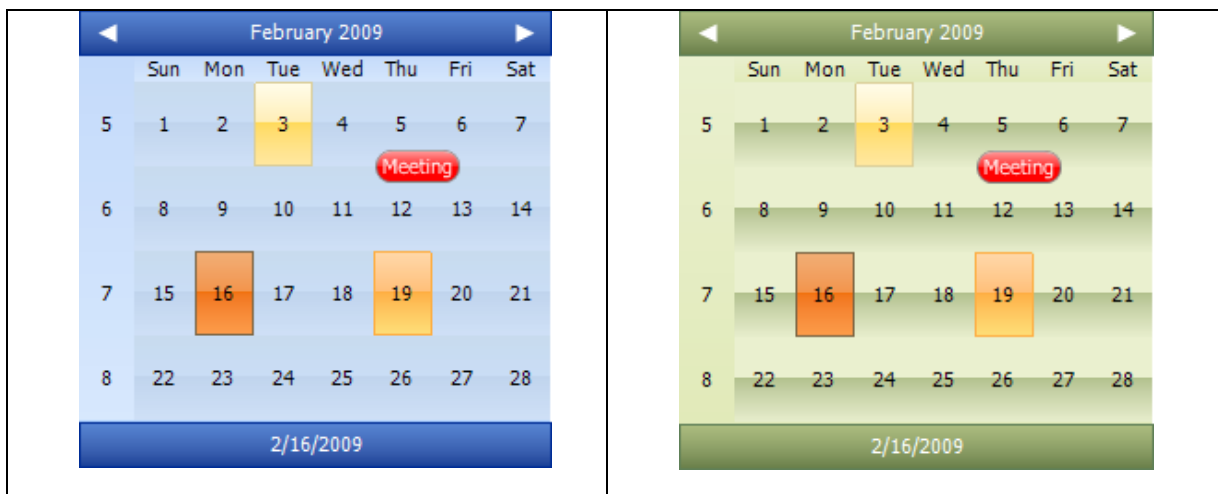 February 2009
Sun Mon Tue Wed Thu Fri Sat
5 1 2 3 4 5 6 7
Meeting
6 8 9 10 11 12 13 14
7 15 16 17 18 19 20 21
8 22 23 24 25 26 27 28
2/16/2009
February 2009
Sun Mon Tue Wed Thu Fri Sat
5 1 2 3 4 5 6 7
Meeting
6 8 9 10 11 12 13 14
7 15 16 17 18 19 20 21
8 22 23 24 25 26 27 28
2/16/2009